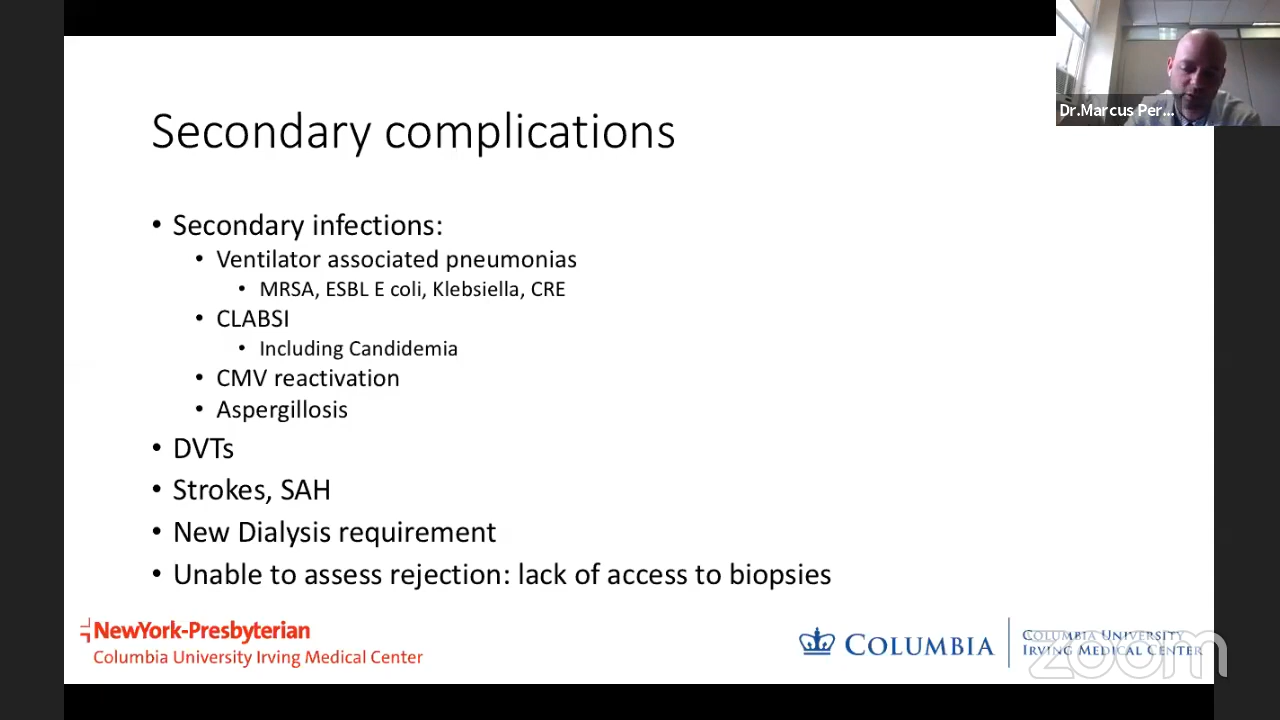 Dr.Marcus Per...
Secondary complications
• Secondary infections:
• Ventilator associated pneumonias
• MRSA, ESBL E coli, Klebsiella, CRE
• CLABSI
• Including Candidemia
• CMV reactivation
• Aspergillosis
• DVTs
• Strokes, SAH
• New Dialysis requirement
• Unable to assess rejection: lack of access to biopsies
NewYork-Presbyterian
Columbia University Irving Medical Center
COLUMBIA
COLUMBIA UNIVERSITY
IRVING MEDICAL CENTER
zoom